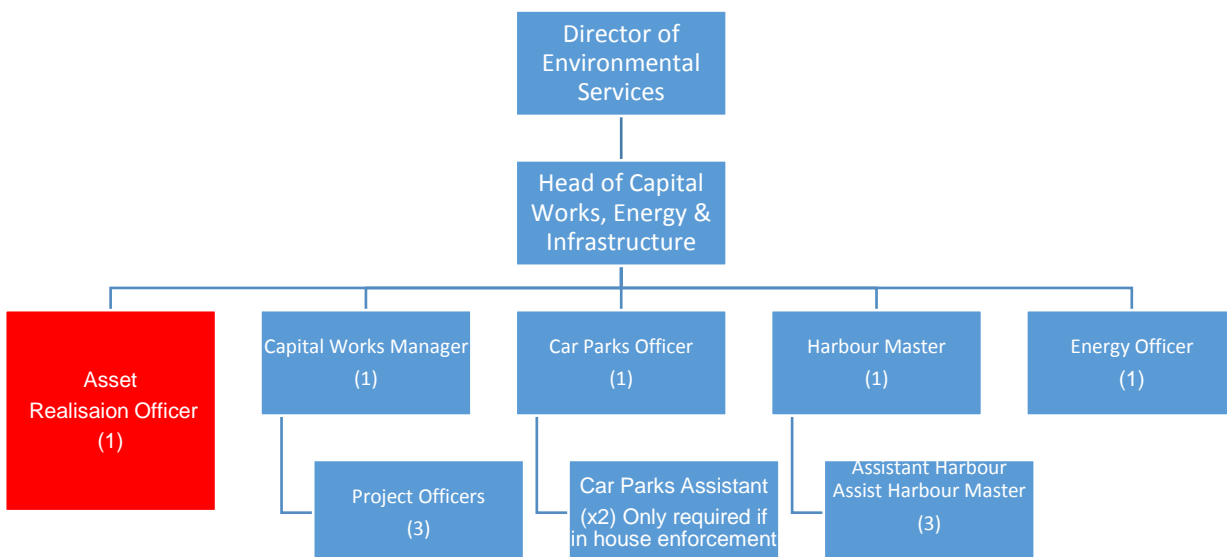 Director of
Environmental
Services
Head of Capital
Works, Energy &
Infrastructure
Asset
Realisaion Officer
(1)
Capital Works Manager
(1)
Car Parks Officer
(1)
Harbour Master
(1)
Energy Officer
(1)
Project Officers
(3)
Car Parks Assistant
(x2) Only required if
in house enforcement
Assistant Harbour
Assist Harbour Master
(3)